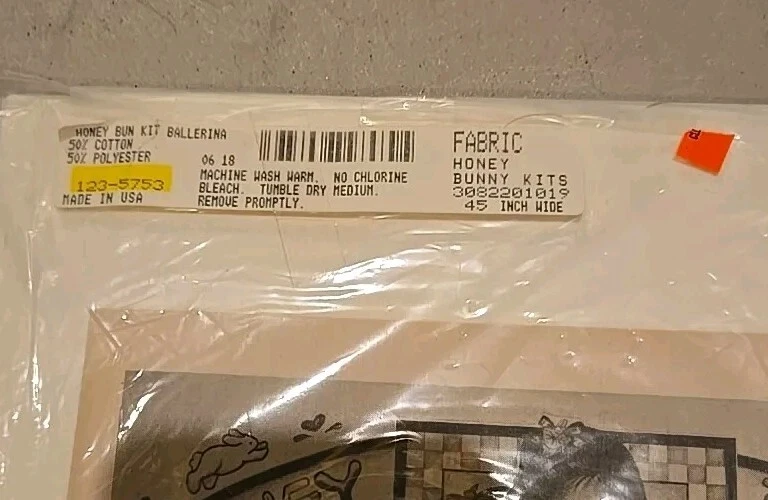 HONEY BUN KIT BALLERINA
50% COTTON
50% POLYESTER
123-5753
MADE IN USA
06 18
MACHINE WASH WARM. NO CHLORINE
BLEACH. TUMBLE DRY MEDIUM.
REMOVE PROMPTLY.
FABRIC
HONEY
BUNNY KITS
3082201019
45 INCH WIDE